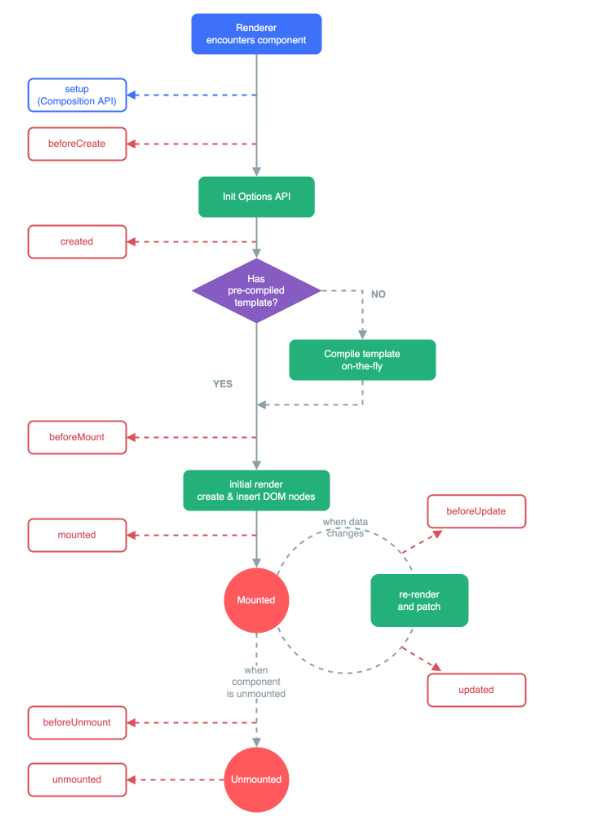 Renderer
encounters component
setup
(Composition API)
beforeCreate
Init Options API
created
Has
pre-compiled
template?
NO
Compile template
on-the-fly
YES
beforeMount
initial render
create & insert DOM nodes
mounted
when data
changes
beforeUpdate
Mounted
re-render
and patch
when
component
is unmounted
updated
beforeUnmount
unmounted
Unmounted